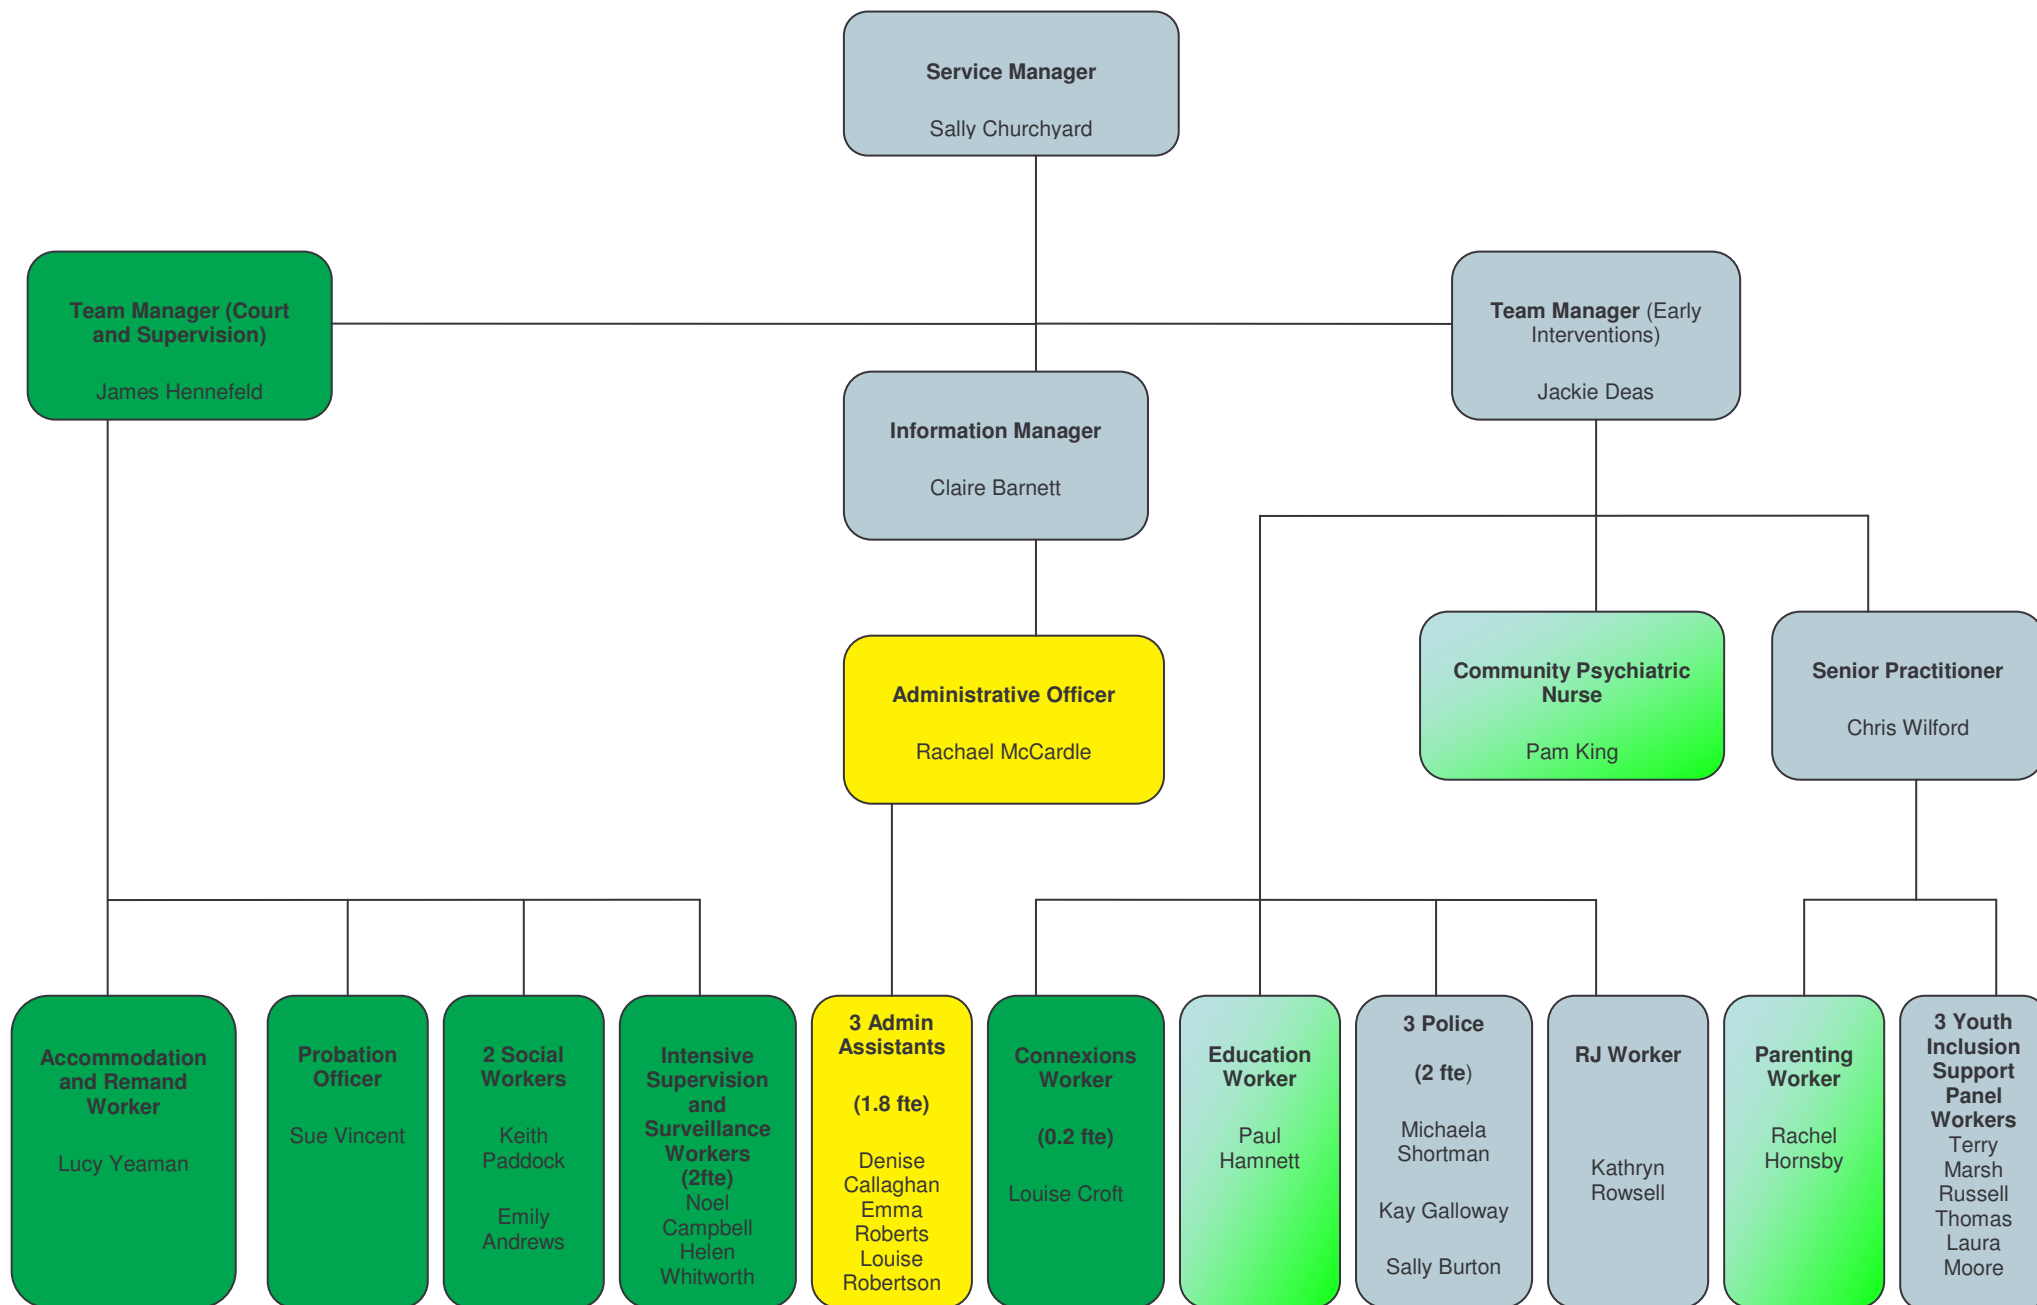 Service Manager
Sally Churchyard
Team Manager (Court
and Supervision)
James Hennefeld
Team Manager (Early
Interventions)
Jackie Deas
Information Manager
Claire Barnett
Administrative Officer
Rachael McCardle
Community Psychiatric
Nurse
Pam King
Senior Practitioner
Chris Wilford
Accommodation
and Remand
Worker
Lucy Yeaman
Probation
Officer
Sue Vincent
2 Social
Workers
Keith
Paddock
Emily
Andrews
Intensive
Supervision
and
Surveillance
Workers
(2fte)
Noel
Campbell
Helen
Whitworth
3 Admin
Assistants
(1.8 fte)
Denise
Callaghan
Emma
Roberts
Louise
Robertson
Connexions
Worker
(0.2 fte)
Louise Croft
Education
Worker
Paul
Hamnett
3 Police
(2 fte)
Michaela
Shortman
Kay Galloway
Sally Burton
RJ Worker
Kathryn
Rowsell
Parenting
Worker
Rachel
Hornsby
3 Youth
Inclusion
Support
Panel
Workers
Terry
Marsh
Russell
Thomas
Laura
Moore